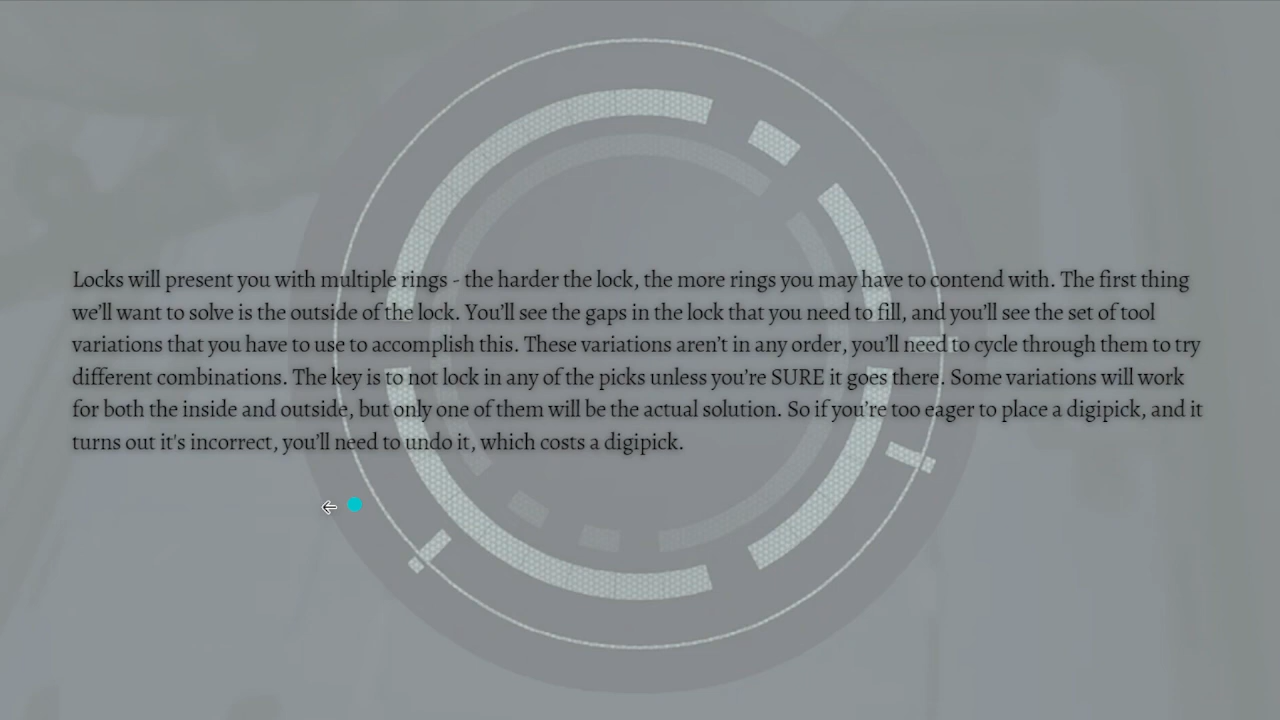 Locks will present you with multiple rings - the harder the lock, the more rings you may have to contend with. The first thing
we’ll want to solve is the outside of the lock. You’ll see the gaps in the lock that you need to fill, and you’ll see the set of tool
variations that you have to use to accomplish this. These variations aren’t in any order, you’ll need to cycle through them to try
different combinations. The key is to not lock in any of the picks unless you’re SURE it goes there. Some variations will work
for both the inside and outside, but only one of them will be the actual solution. So if you’re too eager to place a digipick, and it
turns out it's incorrect, you’ll need to undo it, which costs a digipick.